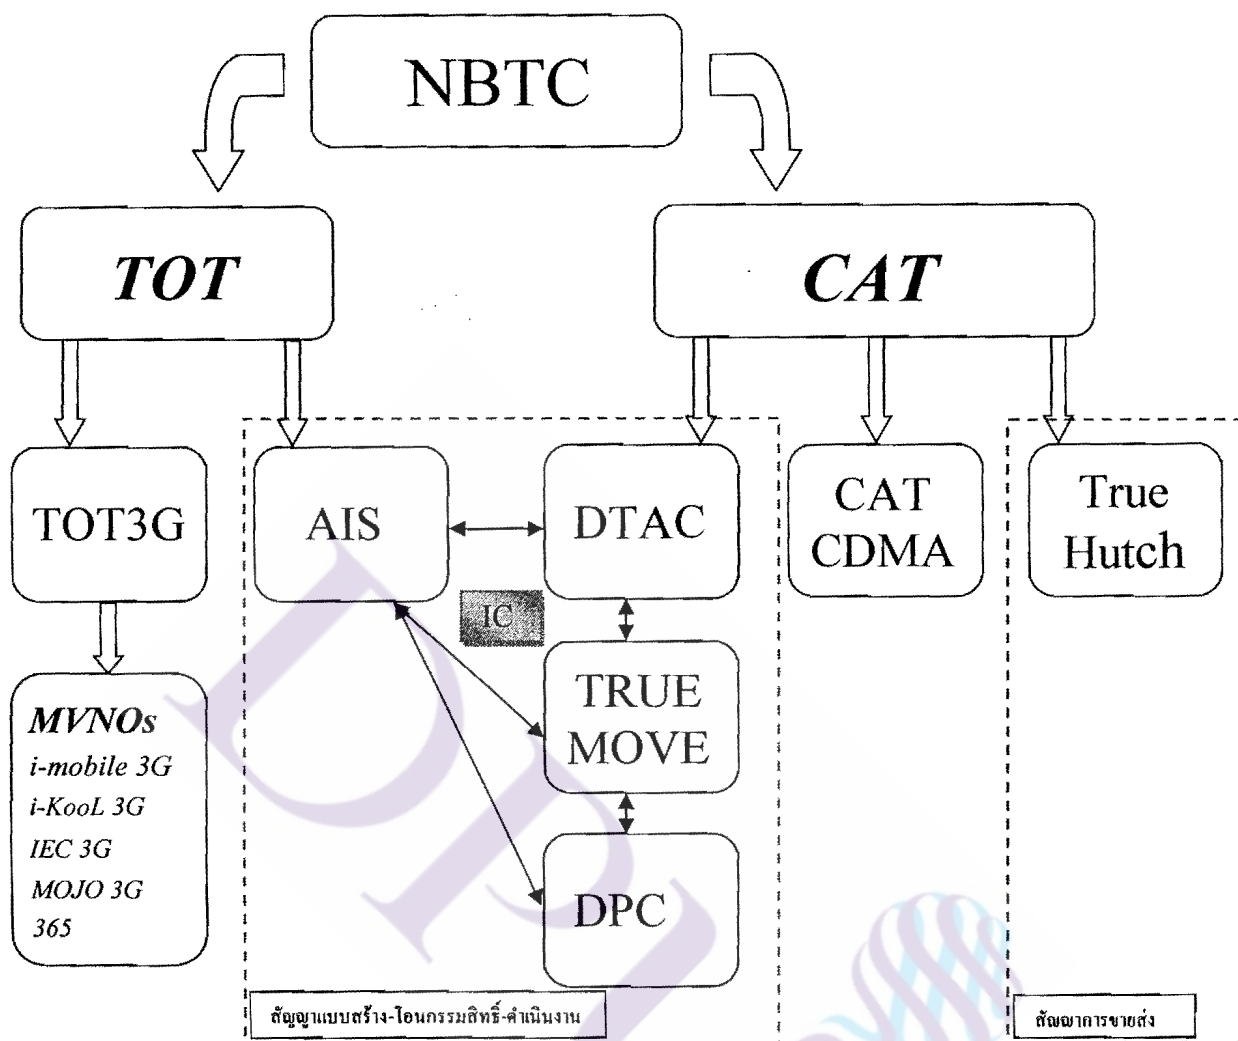 NBTC
TOT
CAT
TOT3G
AIS
DTAC
CAT
CDMA
True
Hutch
IC
TRUE
MOVE
MVNOs
i-mobile 3G
i-KooL 3G
IEC 3G
MOJO 3G
365
DPC
สัญญาแบบสร้าง-โอนกรรมสิทธิ์-ดำเนินงาน
สัญญาการขายส่ง